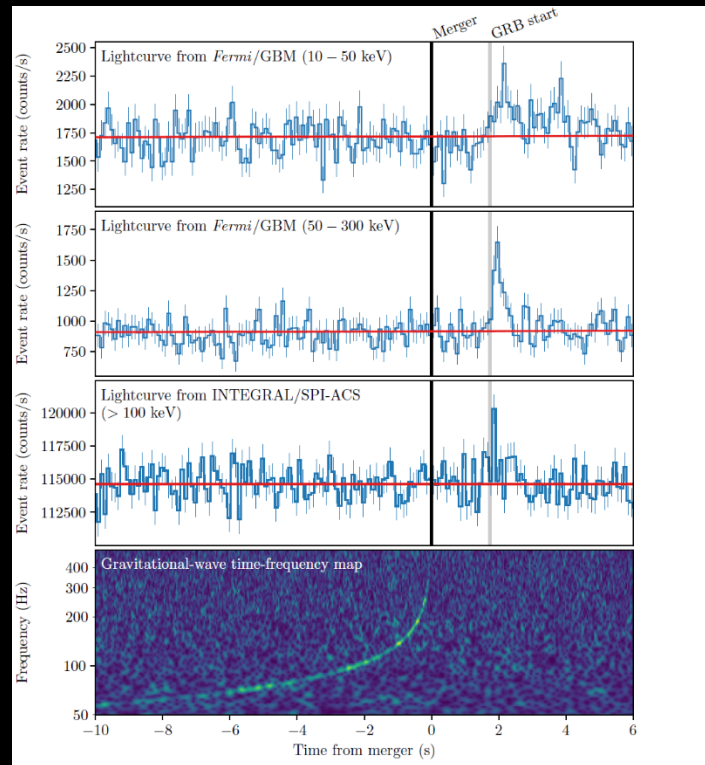 Merger
GRB start
Lightcurve from Fermi/GBM (10 − 50 keV)
Event rate (counts/s)
2500
2250
2000
1750
1500
1250
Lightcurve from Fermi/GBM (50 − 300 keV)
Event rate (counts/s)
1750
1500
1250
1000
750
Lightcurve from INTEGRAL/SPI-ACS
(> 100 keV)
Event rate (counts/s)
120000
117500
115000
112500
Gravitational-wave time-frequency map
Frequency (Hz)
400
300
200
100
50
−10 −8 −6 −4 −2 0 2 4 6
Time from merger (s)